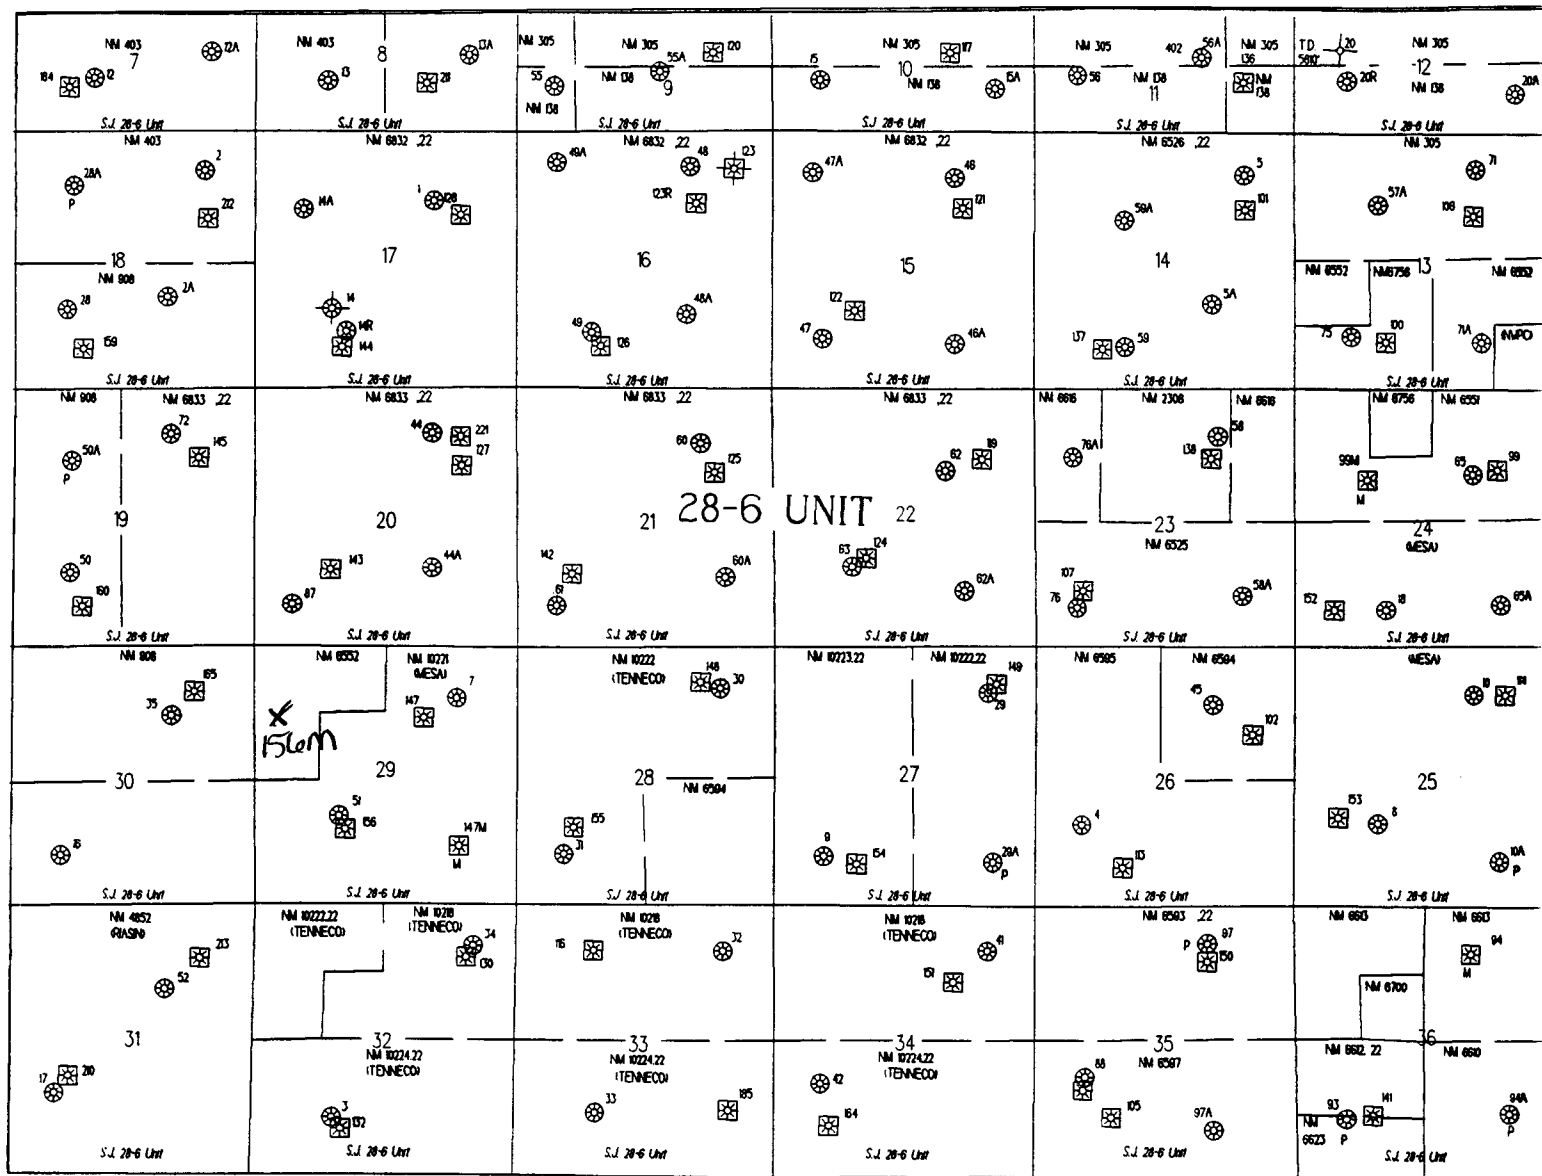 NM 403
7
12A
184
12
S.J. 28-6 Unit
NM 403
8
13A
13
211
S.J. 28-6 Unit
NM 305
NM 305
120
55A
55
NM 138
9
NM 138
S.J. 28-6 Unit
NM 305
117
15
10
NM 138
15A
S.J. 28-6 Unit
NM 305
402
56A
NM 305
136
56
NM 138
NM
138
11
S.J. 28-6 Unit
T.D.
5810'
20
NM 305
12
20R
NM 138
20A
S.J. 28-6 Unit
NM 403
28A
P
2
212
18
NM 908
28
2A
159
S.J. 28-6 Unit
NM 6832 .22
14A
1
128
17
14
14R
144
S.J. 28-6 Unit
NM 6832 .22
49A
48
123
123R
16
48A
49
126
S.J. 28-6 Unit
NM 6832 .22
47A
46
121
15
122
47
46A
S.J. 28-6 Unit
NM 6526 .22
5
59A
101
14
5A
137
59
S.J. 28-6 Unit
NM 305
71
57A
108
NM 6552
NM6756
13
NM 6552
75
100
71A
(NWPC)
S.J. 28-6 Unit
NM 908
NM 6833 .22
72
50A
P
145
19
50
160
S.J. 28-6 Unit
NM 6833 .22
44
221
127
20
143
44A
87
S.J. 28-6 Unit
NM 6833 .22
60
125
28-6 UNIT
21
142
60A
61
S.J. 28-6 Unit
NM 6833 .22
62
119
22
63
124
62A
S.J. 28-6 Unit
NM 6616
NM 2306
NM 6616
76A
58
138
23
NM 6525
107
76
58A
S.J. 28-6 Unit
NM 6756
NM 6551
99M
M
65
99
24
(MESA)
152
18
65A
S.J. 28-6 Unit
NM 908
165
35
30
16
S.J. 28-6 Unit
NM 6552
NM 10221
(MESA)
7
147
X
156m
29
51
156
147M
M
S.J. 28-6 Unit
NM 10222
(TENNECO)
148
30
28
NM 6594
155
31
S.J. 28-6 Unit
NM 10223.22
NM 10222.22
149
29
27
9
154
29A
P
S.J. 28-6 Unit
NM 6595
NM 6594
45
102
26
4
113
S.J. 28-6 Unit
(MESA)
10
111
25
153
8
10A
P
S.J. 28-6 Unit
NM 4852
(RIASIN)
213
52
31
17
210
S.J. 28-6 Unit
NM 10222.22
(TENNECO)
NM 10218
(TENNECO)
34
130
32
NM 10224.22
(TENNECO)
3
132
S.J. 28-6 Unit
NM 10218
(TENNECO)
116
32
33
NM 10224.22
(TENNECO)
33
185
S.J. 28-6 Unit
NM 10218
(TENNECO)
41
151
34
NM 10224.22
(TENNECO)
42
164
S.J. 28-6 Unit
NM 6593 .22
P
97
150
35
NM 6597
88
105
97A
S.J. 28-6 Unit
NM 6613
NM 6613
94
M
NM 6700
36
NM 6612 .22
NM 6610
93
P
141
94A
P
NM
6623
S.J. 28-6 Unit